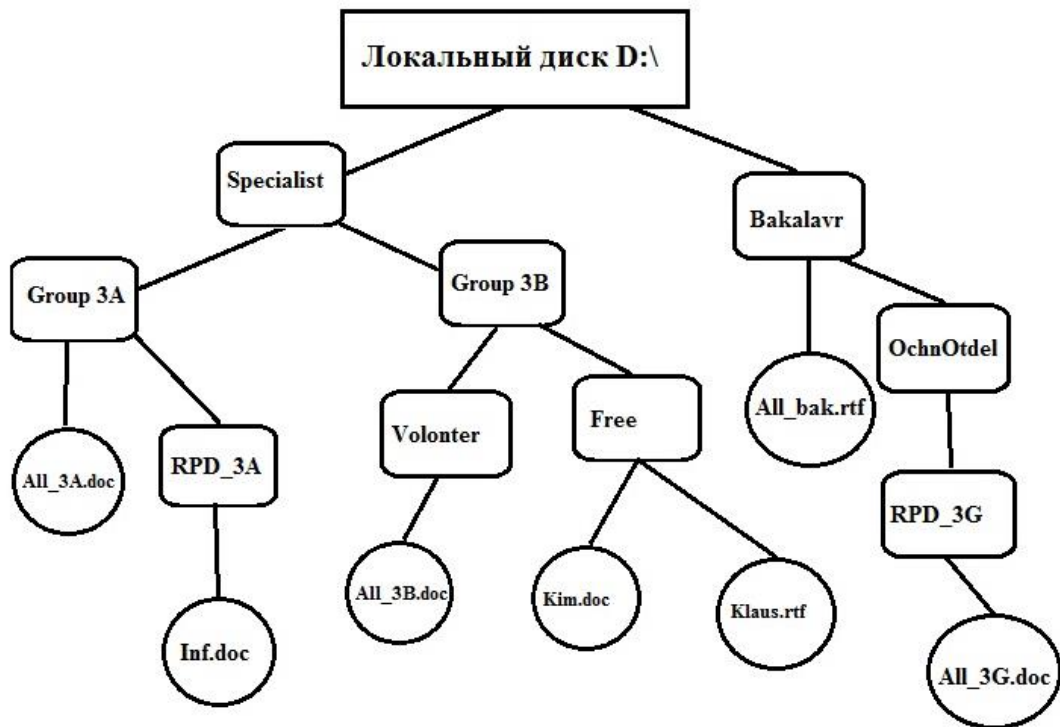 Локальный диск D:\
Specialist
Bakalavr
Group 3A
Group 3B
OchnOtdel
All_bak.rtf
Volonter
Free
All_3A.doc
RPD_3A
RPD_3G
All_3B.doc
Kim.doc
Klaus.rtf
Inf.doc
All_3G.doc